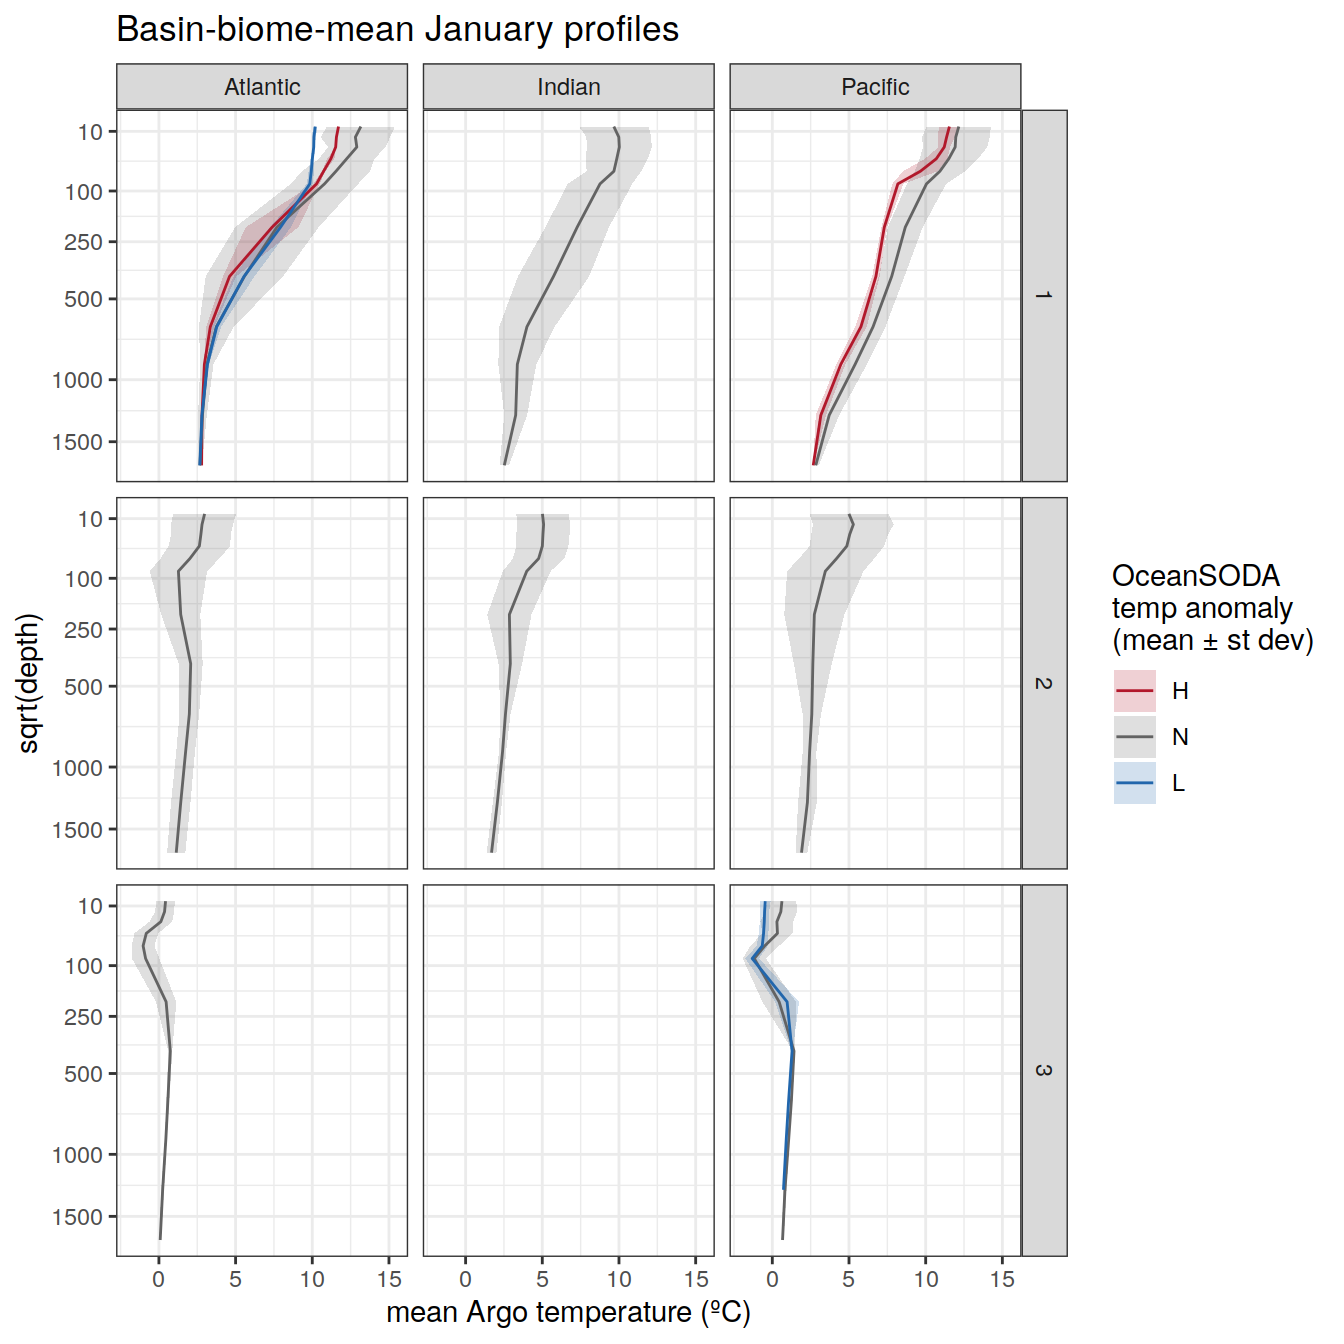 Basin-biome-mean January profiles
Atlantic
Indian
Pacific
10
100
250
500
1000
1500
1
10
100
250
500
1000
1500
2
10
100
250
500
1000
1500
3
0 5 10 15
0 5 10 15
0 5 10 15
mean Argo temperature (ºC)
sqrt(depth)
OceanSODA
temp anomaly
(mean ± st dev)
H
N
L